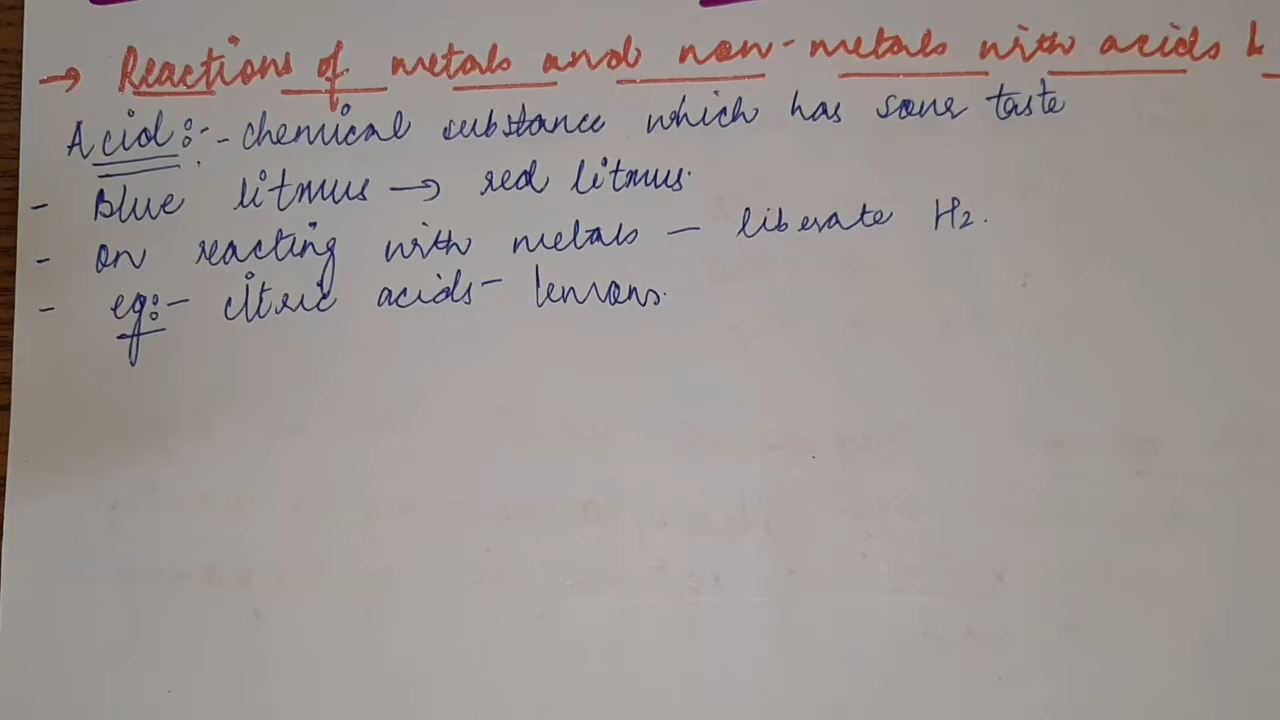 → Reactions of metals and non-metals with acids
Acid:- chemical substance which has sour taste
- Blue litmus → red litmus.
- on reacting with metals - liberate H2.
- eg:- citric acids - lemons.